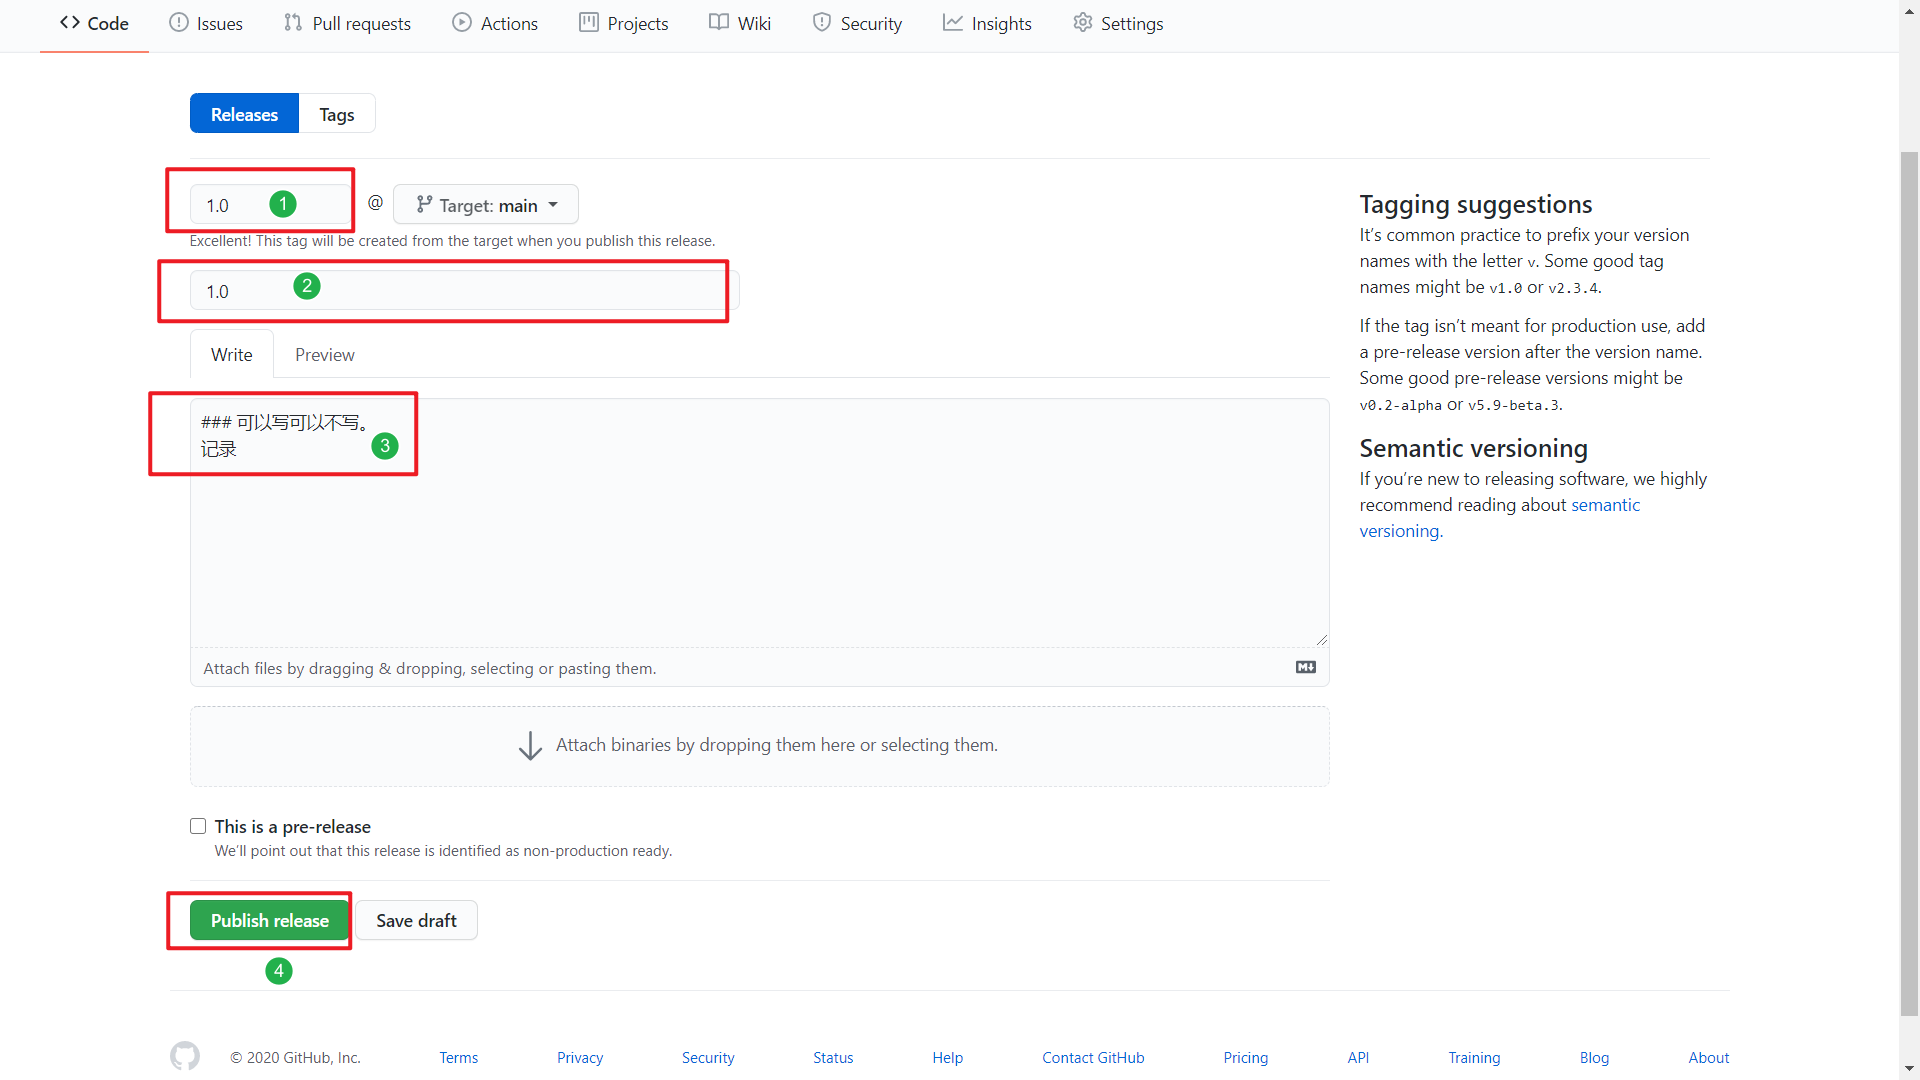 Code
Issues
Pull requests
Actions
Projects
Wiki
Security
Insights
Settings
Releases
Tags
1.0
1
@
Target: main
Excellent! This tag will be created from the target when you publish this release.
1.0
2
Write
Preview
### 可以写可以不写。
记录
3
Attach files by dragging & dropping, selecting or pasting them.
M
Attach binaries by dropping them here or selecting them.
This is a pre-release
We'll point out that this release is identified as non-production ready.
Publish release
Save draft
4
Tagging suggestions
It’s common practice to prefix your version
names with the letter v. Some good tag
names might be v1.0 or v2.3.4.
If the tag isn’t meant for production use, add
a pre-release version after the version name.
Some good pre-release versions might be
v0.2-alpha or v5.9-beta.3.
Semantic versioning
If you’re new to releasing software, we highly
recommend reading about semantic
versioning.
© 2020 GitHub, Inc.
Terms
Privacy
Security
Status
Help
Contact GitHub
Pricing
API
Training
Blog
About